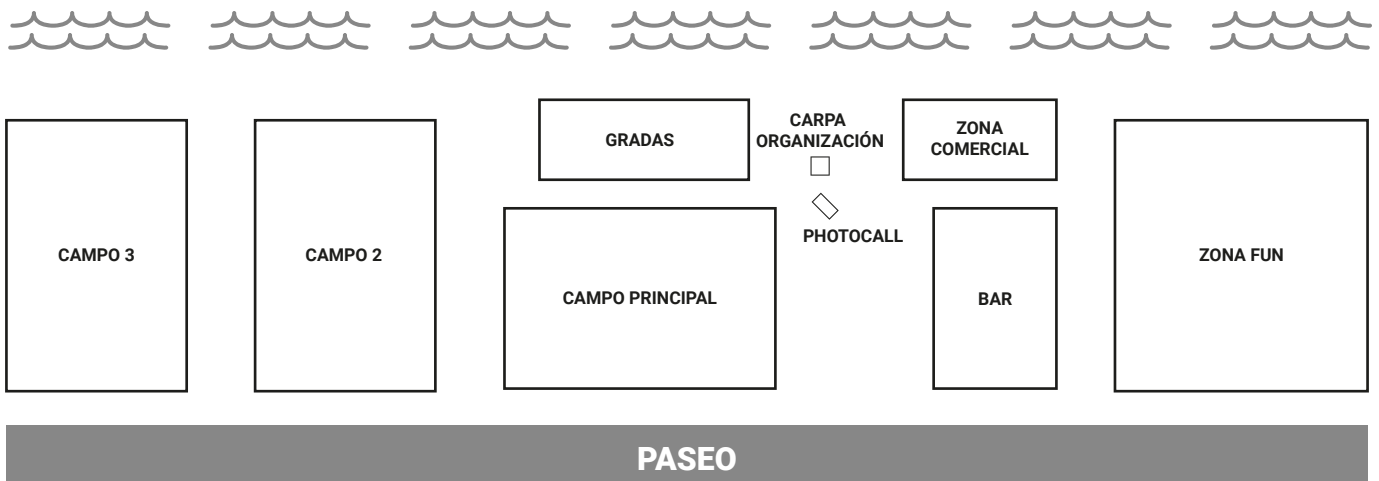 GRADAS
CARPA
ORGANIZACIÓN
ZONA
COMERCIAL
PHOTOCALL
CAMPO 3
CAMPO 2
CAMPO PRINCIPAL
BAR
ZONA FUN
PASEO